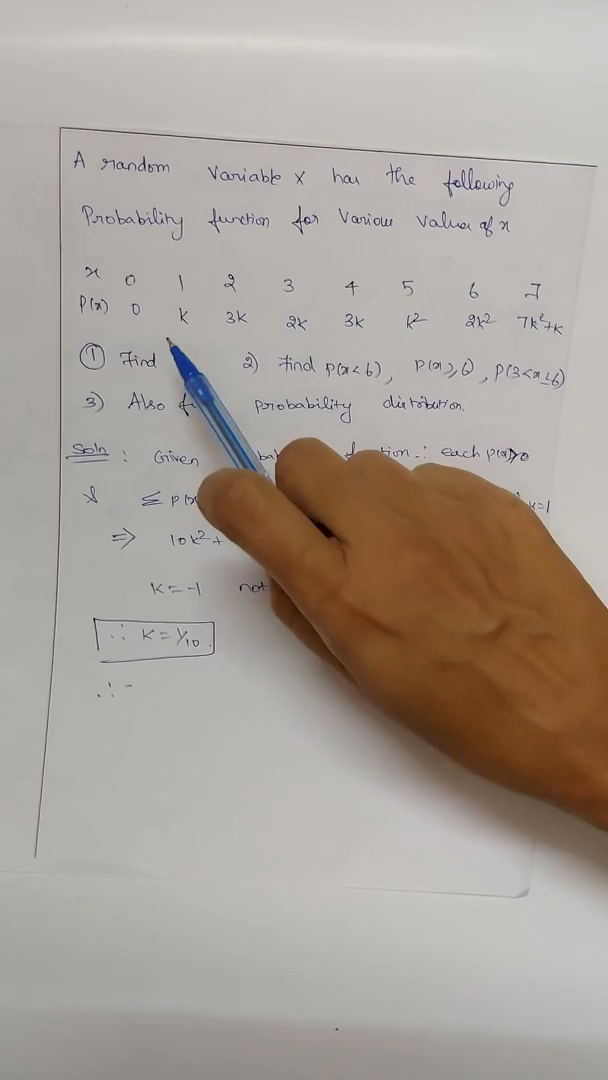 A random variable x has the following
Probability function for various value of x
x 0 1 2 3 4 5 6 7
P(x) 0 k 3k 2k 3k k² 2k² 7k²+k
① Find 2) Find P(x<6), P(x≥6), P(3<x≤6)
3) Also probability distribution.
Soln : Given function ∴ each P(x)≥0
& ≤ P(x k=1
⇒ 10k²+
K=-1 not
∴ K=1/10.
∴